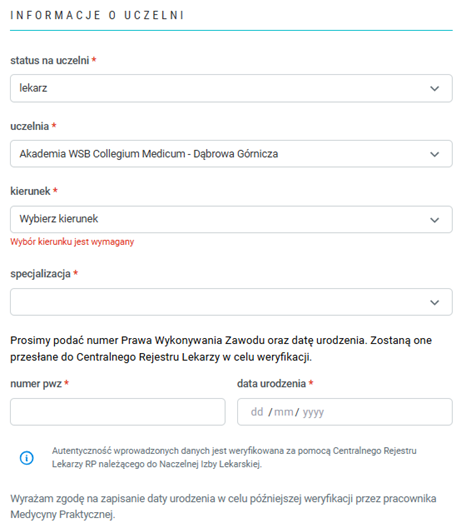 INFORMACJE O UCZELNI
status na uczelni *
lekarz
uczelnia *
Akademia WSB Collegium Medicum - Dąbrowa Górnicza
kierunek *
Wybierz kierunek
Wybór kierunku jest wymagany
specjalizacja *
Prosimy podać numer Prawa Wykonywania Zawodu oraz datę urodzenia. Zostaną one
przesłane do Centralnego Rejestru Lekarzy w celu weryfikacji.
numer pwz *
data urodzenia *
dd / mm / yyyy
Autentyczność wprowadzonych danych jest weryfikowana za pomocą Centralnego Rejestru
Lekarzy RP należącego do Naczelnej Izby Lekarskiej.
Wyrażam zgodę na zapisanie daty urodzenia w celu późniejszej weryfikacji przez pracownika
Medycyny Praktycznej.